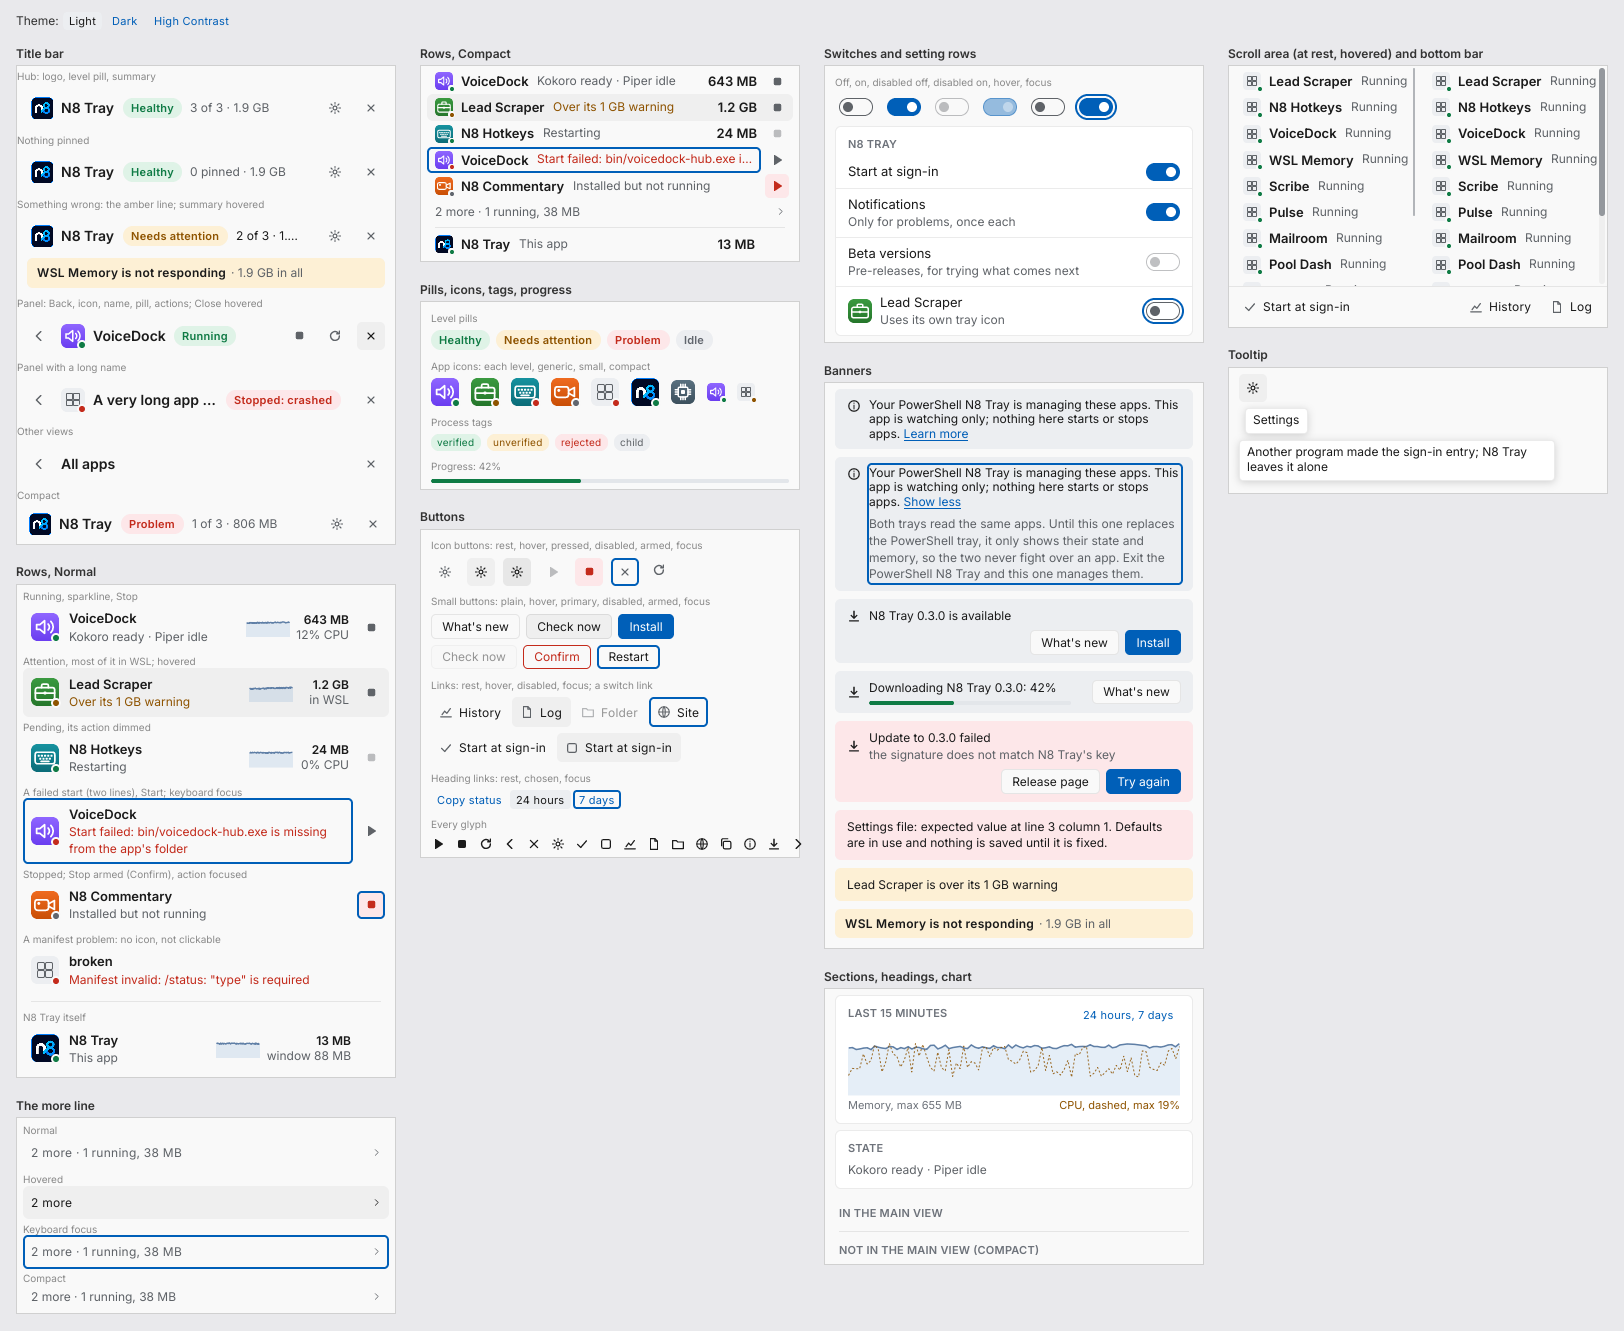 Theme: Light Dark High Contrast
Title bar
Hub: logo, level pill, summary
N8 Tray Healthy 3 of 3 · 1.9 GB
Nothing pinned
N8 Tray Healthy 0 pinned · 1.9 GB
Something wrong: the amber line; summary hovered
N8 Tray Needs attention 2 of 3 · 1....
WSL Memory is not responding · 1.9 GB in all
Panel: Back, icon, name, pill, actions; Close hovered
VoiceDock Running
Panel with a long name
A very long app ... Stopped: crashed
Other views
All apps
Compact
N8 Tray Problem 1 of 3 · 806 MB
Rows, Normal
Running, sparkline, Stop
VoiceDock 643 MB
Kokoro ready · Piper idle 12% CPU
Attention, most of it in WSL; hovered
Lead Scraper 1.2 GB
Over its 1 GB warning in WSL
Pending, its action dimmed
N8 Hotkeys 24 MB
Restarting 0% CPU
A failed start (two lines), Start; keyboard focus
VoiceDock
Start failed: bin/voicedock-hub.exe is missing
from the app's folder
Stopped; Stop armed (Confirm), action focused
N8 Commentary
Installed but not running
A manifest problem: no icon, not clickable
broken
Manifest invalid: /status: "type" is required
N8 Tray itself
N8 Tray 13 MB
This app window 88 MB
The more line
Normal
2 more · 1 running, 38 MB
Hovered
2 more
Keyboard focus
2 more · 1 running, 38 MB
Compact
2 more · 1 running, 38 MB
Rows, Compact
VoiceDock Kokoro ready · Piper idle 643 MB
Lead Scraper Over its 1 GB warning 1.2 GB
N8 Hotkeys Restarting 24 MB
VoiceDock Start failed: bin/voicedock-hub.exe i...
N8 Commentary Installed but not running
2 more · 1 running, 38 MB
N8 Tray This app 13 MB
Pills, icons, tags, progress
Level pills
Healthy Needs attention Problem Idle
App icons: each level, generic, small, compact
Process tags
verified unverified rejected child
Progress: 42%
Buttons
Icon buttons: rest, hover, pressed, disabled, armed, focus
Small buttons: plain, hover, primary, disabled, armed, focus
What's new Check now Install
Check now Confirm Restart
Links: rest, hover, disabled, focus; a switch link
History Log Folder Site
Start at sign-in Start at sign-in
Heading links: rest, chosen, focus
Copy status 24 hours 7 days
Every glyph
Switches and setting rows
Off, on, disabled off, disabled on, hover, focus
N8 TRAY
Start at sign-in
Notifications
Only for problems, once each
Beta versions
Pre-releases, for trying what comes next
Lead Scraper
Uses its own tray icon
Banners
Your PowerShell N8 Tray is managing these apps. This
app is watching only; nothing here starts or stops
apps. Learn more
Your PowerShell N8 Tray is managing these apps. This
app is watching only; nothing here starts or stops
apps. Show less
Both trays read the same apps. Until this one replaces
the PowerShell tray, it only shows their state and
memory, so the two never fight over an app. Exit the
PowerShell N8 Tray and this one manages them.
N8 Tray 0.3.0 is available
What's new Install
Downloading N8 Tray 0.3.0: 42% What's new
Update to 0.3.0 failed
the signature does not match N8 Tray's key
Release page Try again
Settings file: expected value at line 3 column 1. Defaults
are in use and nothing is saved until it is fixed.
Lead Scraper is over its 1 GB warning
WSL Memory is not responding · 1.9 GB in all
Sections, headings, chart
LAST 15 MINUTES 24 hours, 7 days
Memory, max 655 MB CPU, dashed, max 19%
STATE
Kokoro ready · Piper idle
IN THE MAIN VIEW
NOT IN THE MAIN VIEW (COMPACT)
Scroll area (at rest, hovered) and bottom bar
Lead Scraper Running Lead Scraper Running
N8 Hotkeys Running N8 Hotkeys Running
VoiceDock Running VoiceDock Running
WSL Memory Running WSL Memory Running
Scribe Running Scribe Running
Pulse Running Pulse Running
Mailroom Running Mailroom Running
Pool Dash Running Pool Dash Running
Start at sign-in History Log
Tooltip
Settings
Another program made the sign-in entry; N8 Tray
leaves it alone